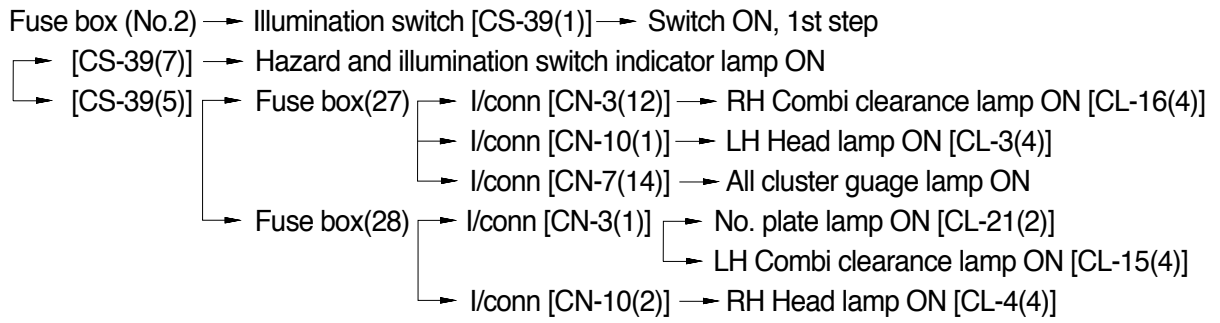 Fuse box (No.2) → Illumination switch [CS-39(1)] → Switch ON, 1st step
[CS-39(7)] → Hazard and illumination switch indicator lamp ON
[CS-39(5)] → Fuse box(27) → I/conn [CN-3(12)] → RH Combi clearance lamp ON [CL-16(4)]
→ I/conn [CN-10(1)] → LH Head lamp ON [CL-3(4)]
→ I/conn [CN-7(14)] → All cluster guage lamp ON
→ Fuse box(28) → I/conn [CN-3(1)] → No. plate lamp ON [CL-21(2)]
→ LH Combi clearance lamp ON [CL-15(4)]
→ I/conn [CN-10(2)] → RH Head lamp ON [CL-4(4)]